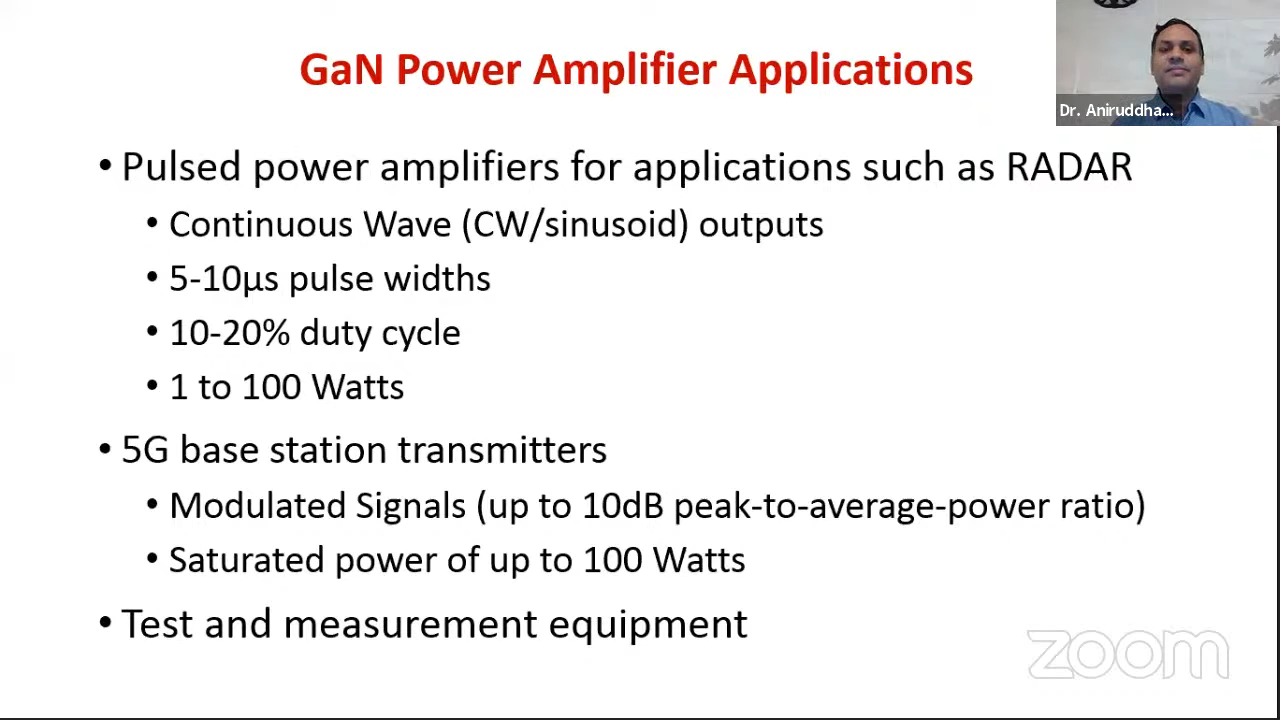 GaN Power Amplifier Applications
Dr. Aniruddha...
• Pulsed power amplifiers for applications such as RADAR
• Continuous Wave (CW/sinusoid) outputs
• 5-10µs pulse widths
• 10-20% duty cycle
• 1 to 100 Watts
• 5G base station transmitters
• Modulated Signals (up to 10dB peak-to-average-power ratio)
• Saturated power of up to 100 Watts
• Test and measurement equipment
zoom